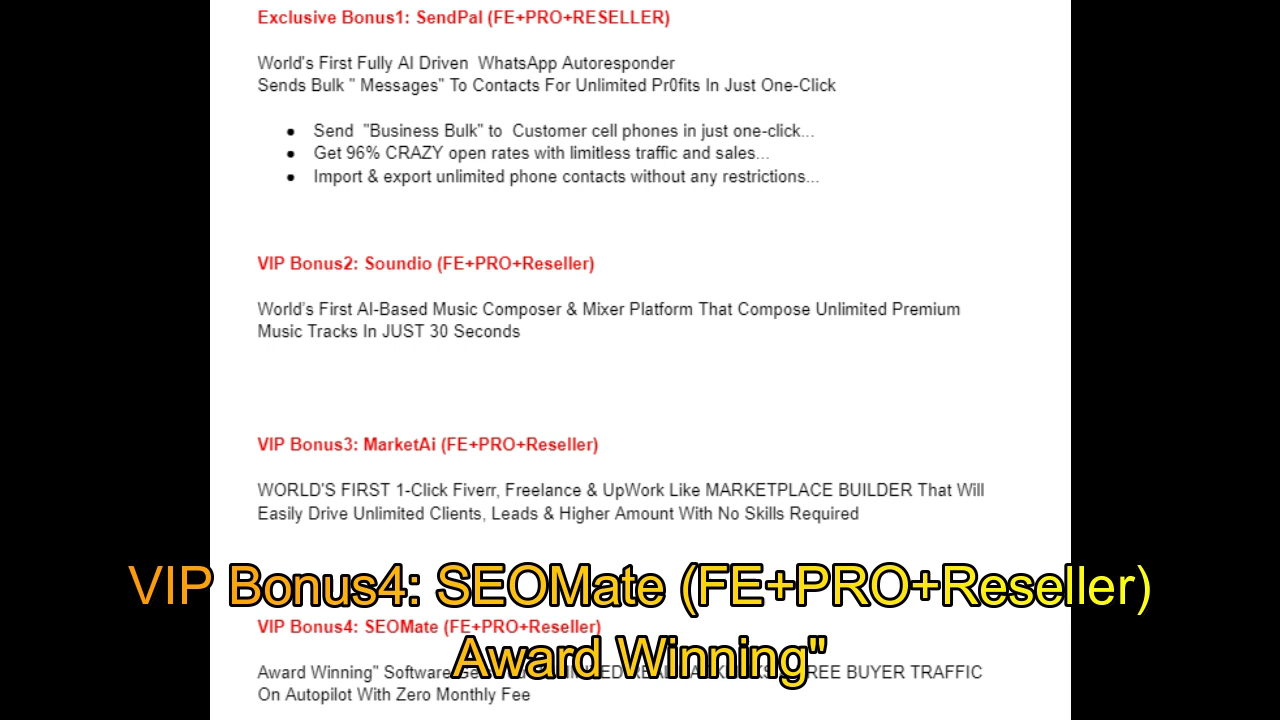 Exclusive Bonus1: SendPal (FE+PRO+RESELLER)
World's First Fully AI Driven WhatsApp Autoresponder
Sends Bulk " Messages" To Contacts For Unlimited Pr0fits In Just One-Click
● Send "Business Bulk" to Customer cell phones in just one-click...
● Get 96% CRAZY open rates with limitless traffic and sales...
● Import & export unlimited phone contacts without any restrictions...
VIP Bonus2: Soundio (FE+PRO+Reseller)
World's First AI-Based Music Composer & Mixer Platform That Compose Unlimited Premium
Music Tracks In JUST 30 Seconds
VIP Bonus3: MarketAi (FE+PRO+Reseller)
WORLD'S FIRST 1-Click Fiverr, Freelance & UpWork Like MARKETPLACE BUILDER That Will
Easily Drive Unlimited Clients, Leads & Higher Amount With No Skills Required
VIP Bonus4: SEOMate (FE+PRO+Reseller)
VIP Bonus4: SEOMate (FE+PRO+Reseller)
Award Winning"
Award Winning" Software BUYER TRAFFIC
On Autopilot With Zero Monthly Fee